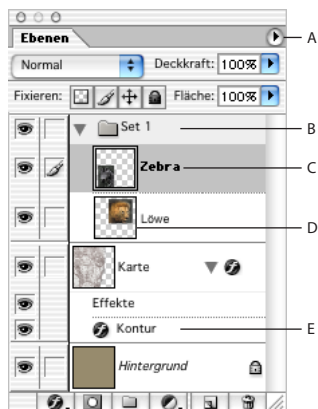 Ebenen
A
Normal Deckkraft: 100%
Fixieren: Fläche: 100%
Set 1 B
Zebra C
Löwe
D
Karte
Effekte
Kontur E
Hintergrund